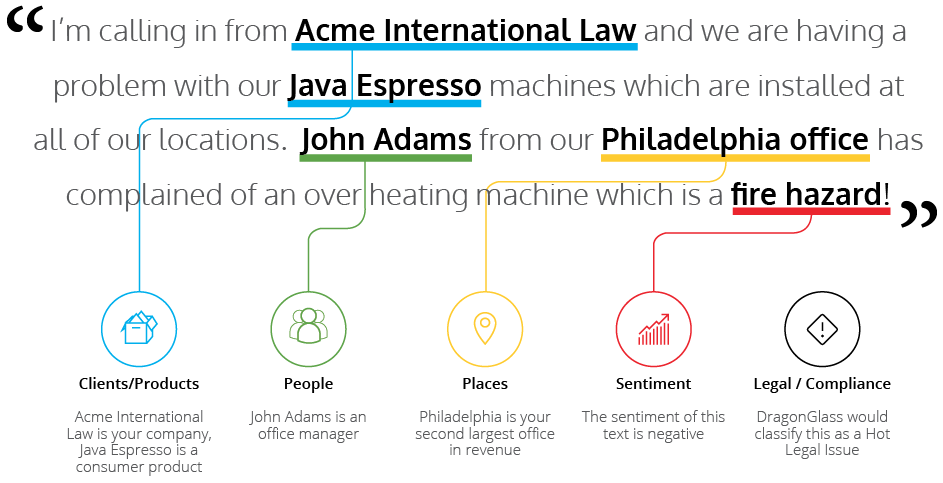 “I’m calling in from Acme International Law and we are having a
problem with our Java Espresso machines which are installed at
all of our locations. John Adams from our Philadelphia office has
complained of an over heating machine which is a fire hazard!”
Clients/Products
Acme International
Law is your company,
Java Espresso is a
consumer product
People
John Adams is an
office manager
Places
Philadelphia is your
second largest office
in revenue
Sentiment
The sentiment of this
text is negative
Legal / Compliance
DragonGlass would
classify this as a Hot
Legal Issue